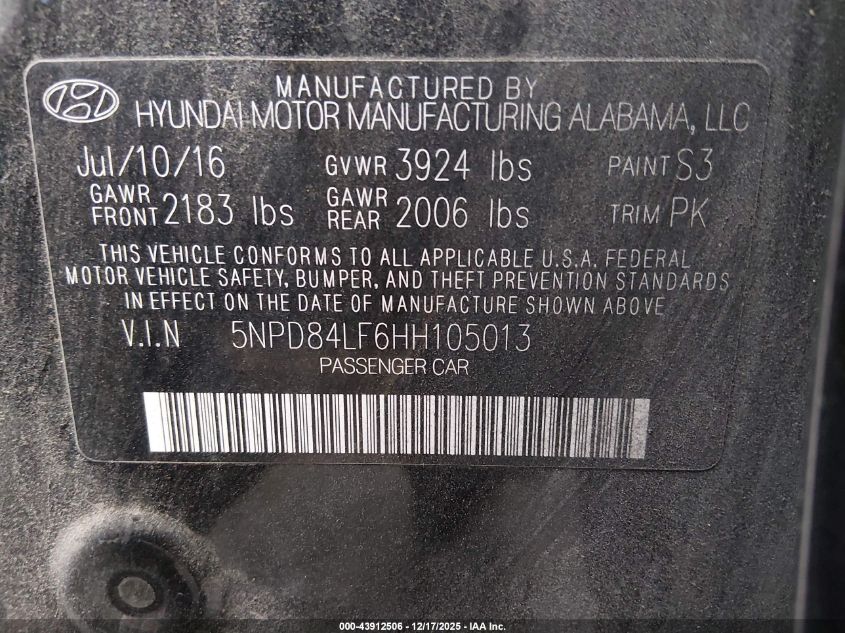 MANUFACTURED BY
HYUNDAI MOTOR MANUFACTURING ALABAMA, LLC
Jul/10/16 GVWR 3924 lbs PAINT S3
GAWR FRONT 2183 lbs GAWR REAR 2006 lbs TRIM PK
THIS VEHICLE CONFORMS TO ALL APPLICABLE U.S.A. FEDERAL
MOTOR VEHICLE SAFETY, BUMPER, AND THEFT PREVENTION STANDARDS
IN EFFECT ON THE DATE OF MANUFACTURE SHOWN ABOVE
V.I.N 5NPD84LF6HH105013
PASSENGER CAR
000-43912506 - 12/17/2025 - IAA Inc.